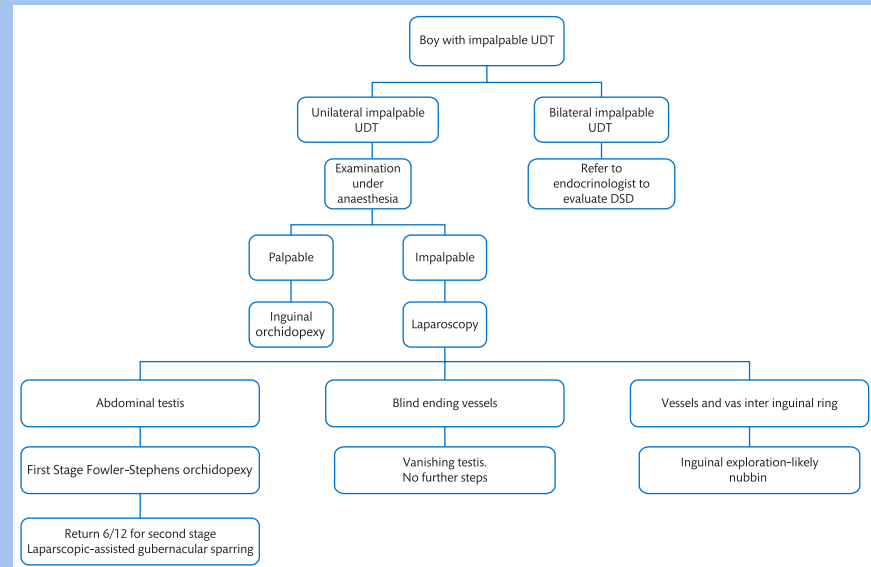 Boy with impalpable UDT
Unilateral impalpable
UDT
Bilateral impalpable
UDT
Examination
under
anaesthesia
Refer to
endocrinologist to
evaluate DSD
Palpable
Impalpable
Inguinal
orchidopexy
Laparoscopy
Abdominal testis
Blind ending vessels
Vessels and vas inter inguinal ring
First Stage Fowler-Stephens orchidopexy
Vanishing testis.
No further steps
Inguinal exploration-likely
nubbin
Return 6/12 for second stage
Laparscopic-assisted gubernacular sparring